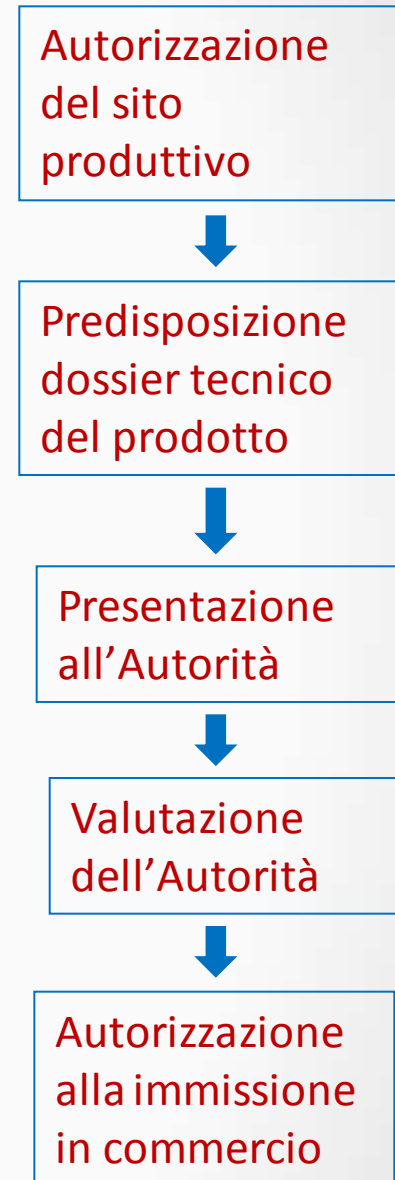 Autorizzazione
del sito
produttivo
Predisposizione
dossier tecnico
del prodotto
Presentazione
all’Autorità
Valutazione
dell’Autorità
Autorizzazione
alla immissione
in commercio